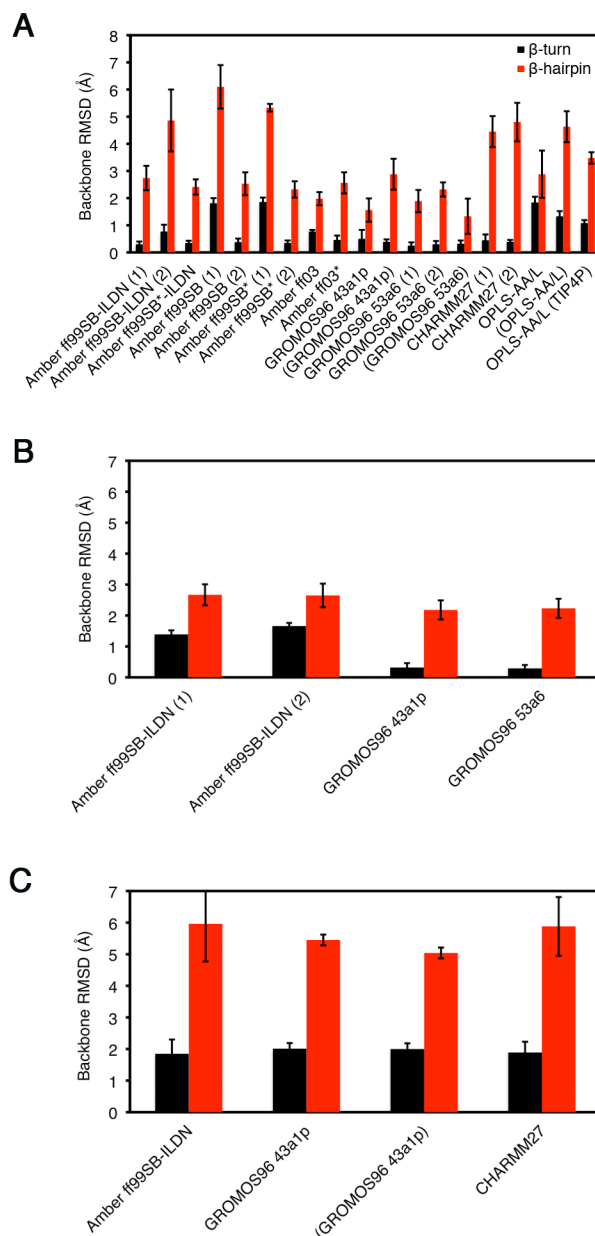 A
Backbone RMSD (Å)
8
7
6
5
4
3
2
1
0
β-turn
β-hairpin
Amber ff99SB-ILDN (1)
Amber ff99SB-ILDN (2)
Amber ff99SB*-ILDN
Amber ff99SB (1)
Amber ff99SB (2)
Amber ff99SB* (1)
Amber ff99SB* (2)
Amber ff03
Amber ff03*
GROMOS96 43a1p
(GROMOS96 43a1p)
GROMOS96 53a6 (1)
GROMOS96 53a6 (2)
(GROMOS96 53a6)
CHARMM27 (1)
CHARMM27 (2)
OPLS-AA/L
(OPLS-AA/L)
OPLS-AA/L (TIP4P)
B
Backbone RMSD (Å)
7
6
5
4
3
2
1
0
Amber ff99SB-ILDN (1)
Amber ff99SB-ILDN (2)
GROMOS96 43a1p
GROMOS96 53a6
C
Backbone RMSD (Å)
7
6
5
4
3
2
1
0
Amber ff99SB-ILDN
GROMOS96 43a1p
(GROMOS96 43a1p)
CHARMM27